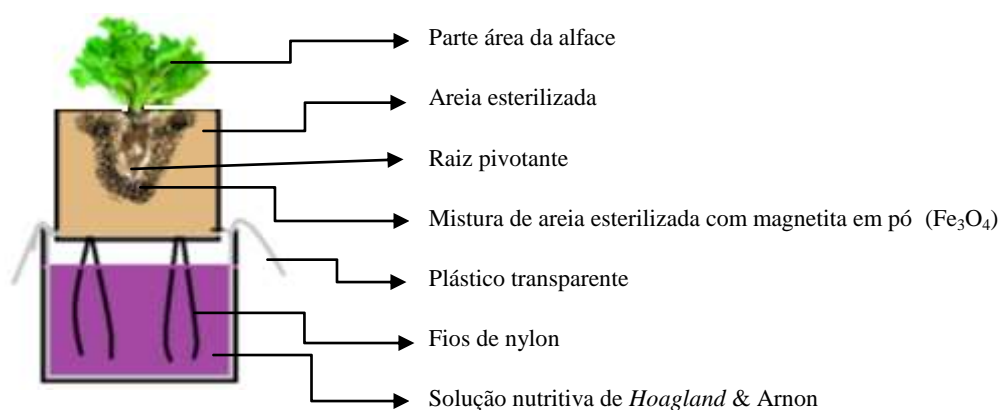 Parte área da alface
Areia esterilizada
Raiz pivotante
Mistura de areia esterilizada com magnetita em pó (Fe₃O₄)
Plástico transparente
Fios de nylon
Solução nutritiva de Hoagland & Arnon